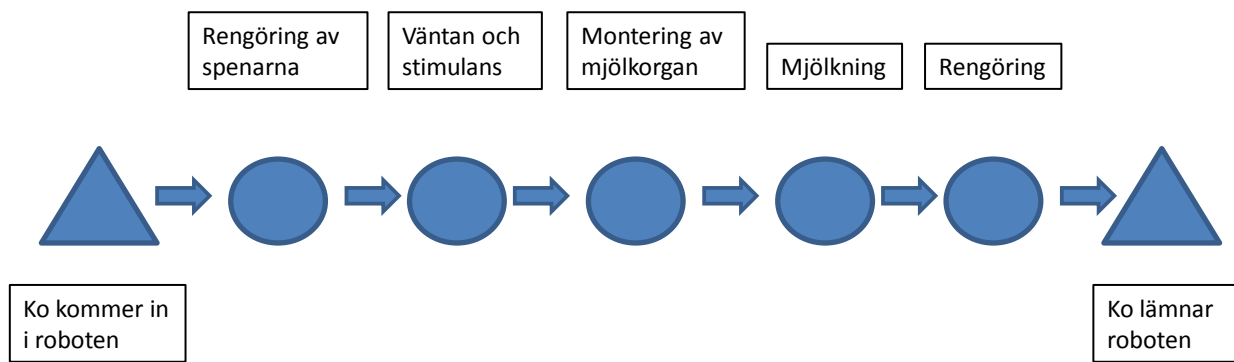 Rengöring av
spenarna
Väntan och
stimulans
Montering av
mjölkorgan
Mjölkning
Rengöring
Ko kommer in
i roboten
Ko lämnar
roboten